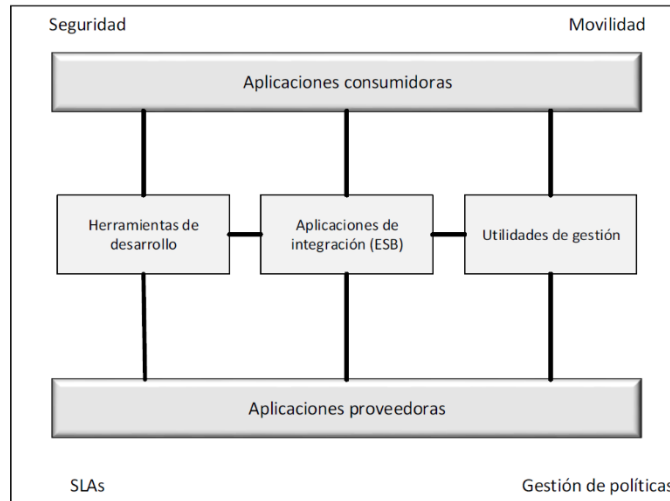 Seguridad
Movilidad
Aplicaciones consumidoras
Herramientas de
desarrollo
Aplicaciones de
integración (ESB)
Utilidades de gestión
Aplicaciones proveedoras
SLAs
Gestión de políticas